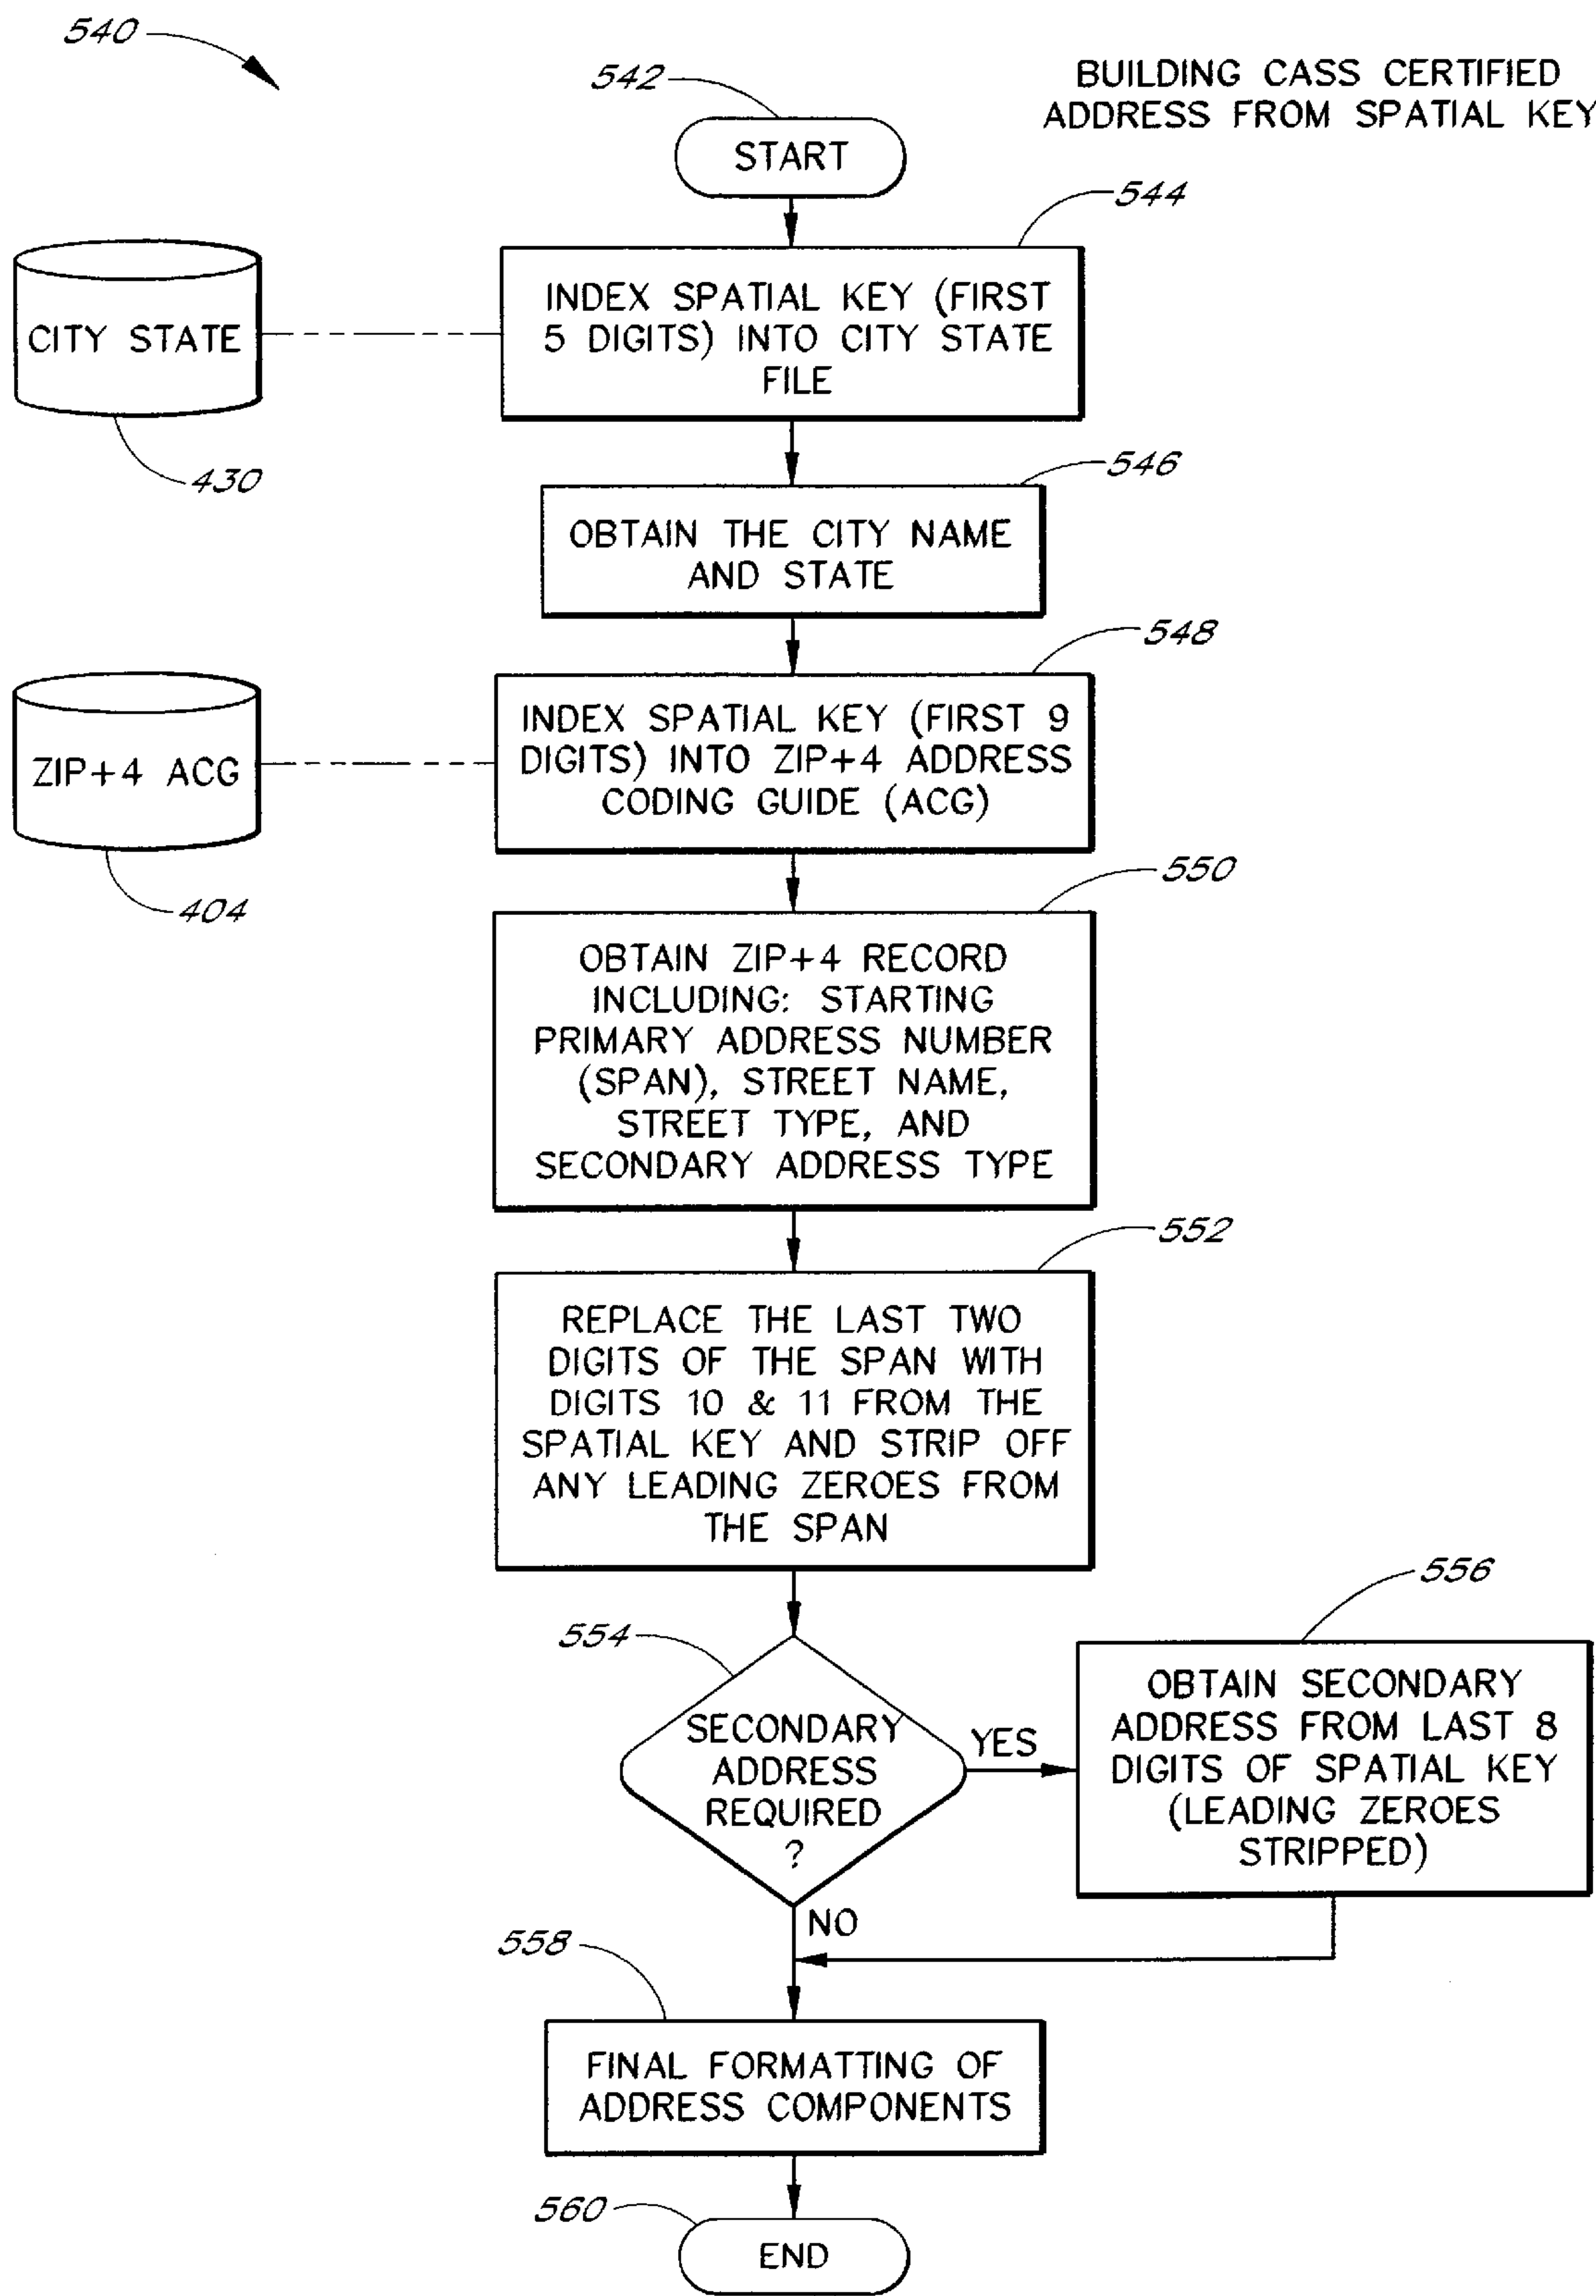 540
BUILDING CASS CERTIFIED
ADDRESS FROM SPATIAL KEY
542
START
544
INDEX SPATIAL KEY (FIRST
5 DIGITS) INTO CITY STATE
FILE
CITY STATE
430
546
OBTAIN THE CITY NAME
AND STATE
548
INDEX SPATIAL KEY (FIRST 9
DIGITS) INTO ZIP+4 ADDRESS
CODING GUIDE (ACG)
ZIP+4 ACG
404
550
OBTAIN ZIP+4 RECORD
INCLUDING: STARTING
PRIMARY ADDRESS NUMBER
(SPAN), STREET NAME,
STREET TYPE, AND
SECONDARY ADDRESS TYPE
552
REPLACE THE LAST TWO
DIGITS OF THE SPAN WITH
DIGITS 10 & 11 FROM THE
SPATIAL KEY AND STRIP OFF
ANY LEADING ZEROES FROM
THE SPAN
554
SECONDARY
ADDRESS
REQUIRED
?
YES
556
OBTAIN SECONDARY
ADDRESS FROM LAST 8
DIGITS OF SPATIAL KEY
(LEADING ZEROES
STRIPPED)
NO
558
FINAL FORMATTING OF
ADDRESS COMPONENTS
560
END